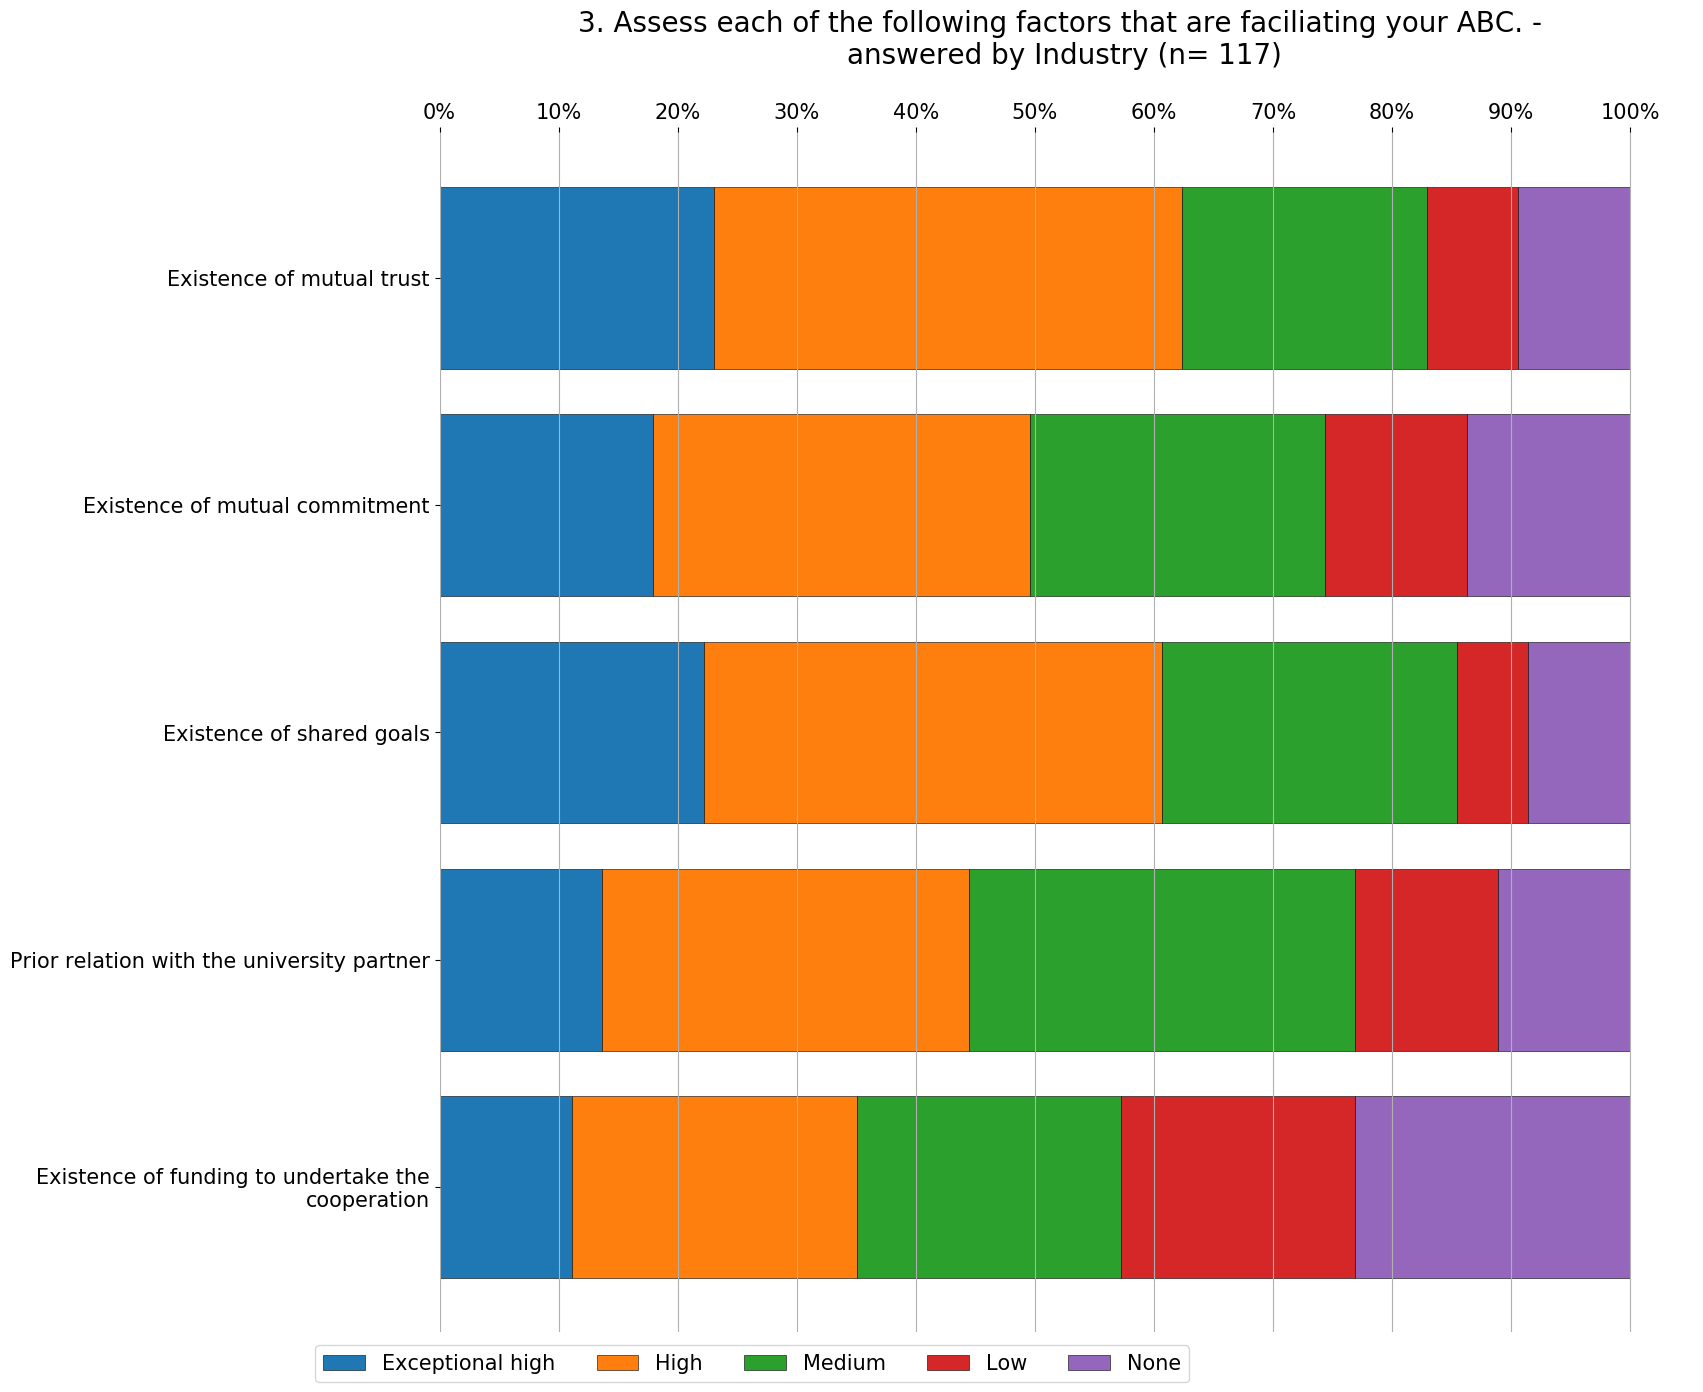 3. Assess each of the following factors that are faciliating your ABC. -
answered by Industry (n= 117)
0% 10% 20% 30% 40% 50% 60% 70% 80% 90% 100%
Existence of mutual trust
Existence of mutual commitment
Existence of shared goals
Prior relation with the university partner
Existence of funding to undertake the
cooperation
Exceptional high High Medium Low None